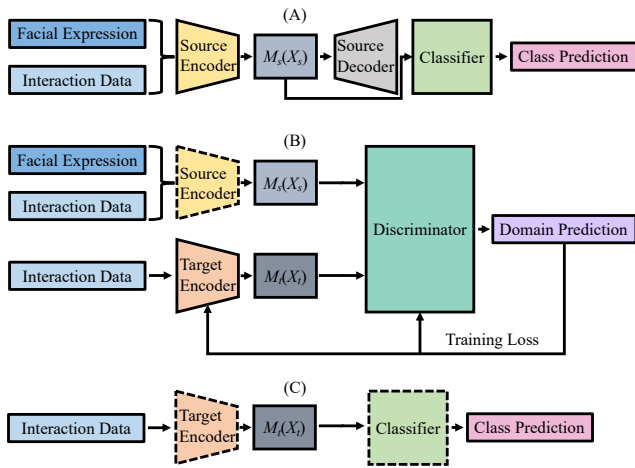 (A)
Facial Expression
Interaction Data
Source
Encoder
Ms(Xs)
Source
Decoder
Classifier
Class Prediction
(B)
Facial Expression
Interaction Data
Source
Encoder
Ms(Xs)
Discriminator
Domain Prediction
Interaction Data
Target
Encoder
Mt(Xt)
Training Loss
(C)
Interaction Data
Target
Encoder
Mt(Xt)
Classifier
Class Prediction